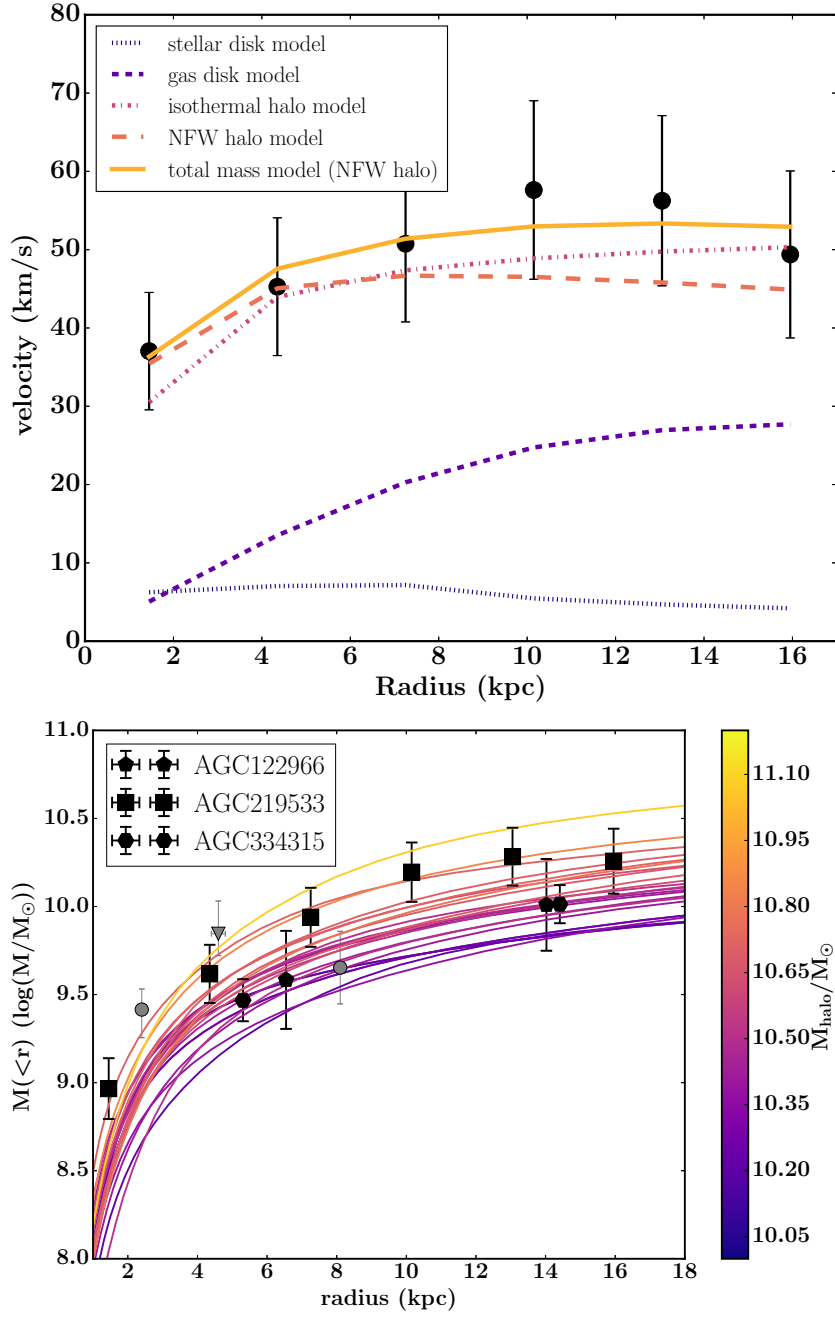 80
70
60
50
40
30
20
10
0
velocity (km/s)
stellar disk model
gas disk model
isothermal halo model
NFW halo model
total mass model (NFW halo)
0 2 4 6 8 10 12 14 16
Radius (kpc)
11.0
10.5
10.0
9.5
9.0
8.5
8.0
M(<r) (log(M/M☉))
AGC122966
AGC219533
AGC334315
2 4 6 8 10 12 14 16 18
radius (kpc)
11.10
10.95
10.80
10.65
10.50
10.35
10.20
10.05
M_halo/M☉